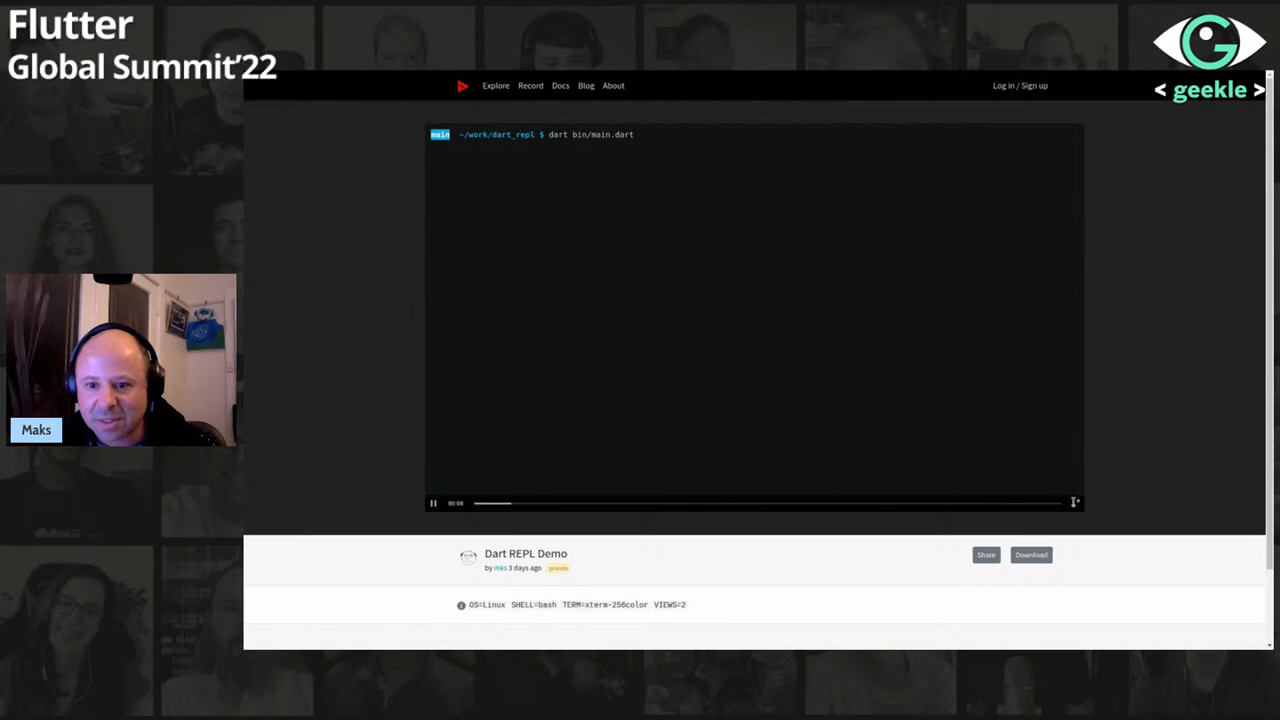 Flutter
Global Summit'22
< geekle >
Explore Record Docs Blog About
Log in / Sign up
main ~/work/dart_repl $ dart bin/main.dart
Maks
00:08
Dart REPL Demo
by mks 3 days ago private
Share Download
OS=Linux SHELL=bash TERM=xterm-256color VIEWS=2